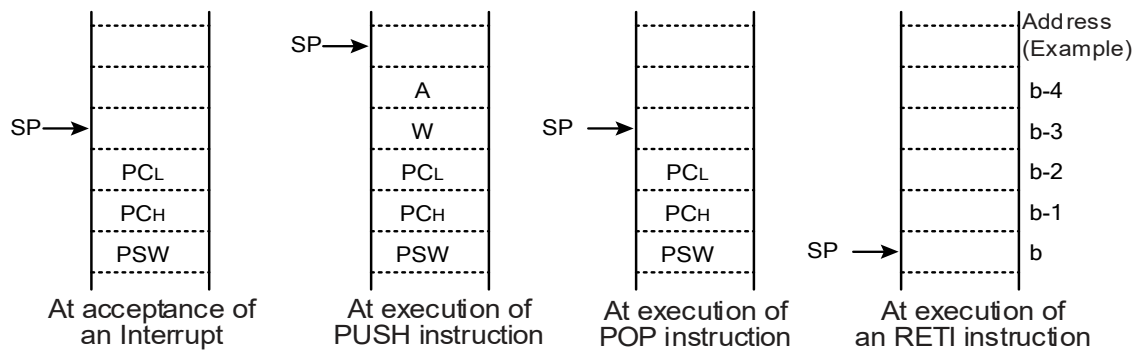 Address
(Example)
SP
A
b-4
SP
W
SP
b-3
PCL
PCL
PCL
b-2
PCH
PCH
PCH
b-1
PSW
PSW
PSW
SP
b
At acceptance of
an Interrupt
At execution of
PUSH instruction
At execution of
POP instruction
At execution of
an RETI instruction